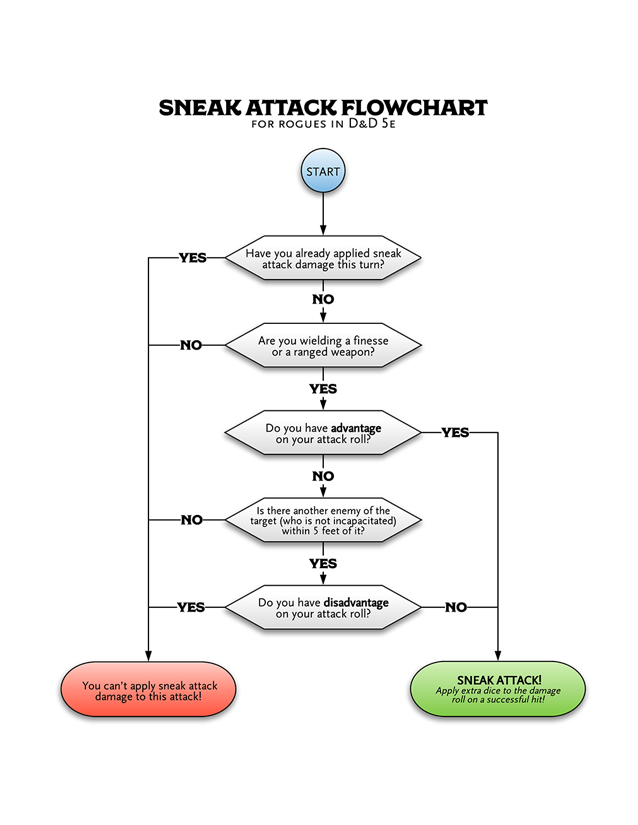 SNEAK ATTACK FLOWCHART
FOR ROGUES IN D&D 5E
START
Have you already applied sneak
attack damage this turn?
YES
NO
Are you wielding a finesse
or a ranged weapon?
NO
YES
Do you have advantage
on your attack roll?
YES
NO
Is there another enemy of the
target (who is not incapacitated)
within 5 feet of it?
NO
YES
Do you have disadvantage
on your attack roll?
YES
NO
You can't apply sneak attack
damage to this attack!
SNEAK ATTACK!
Apply extra dice to the damage
roll on a successful hit!